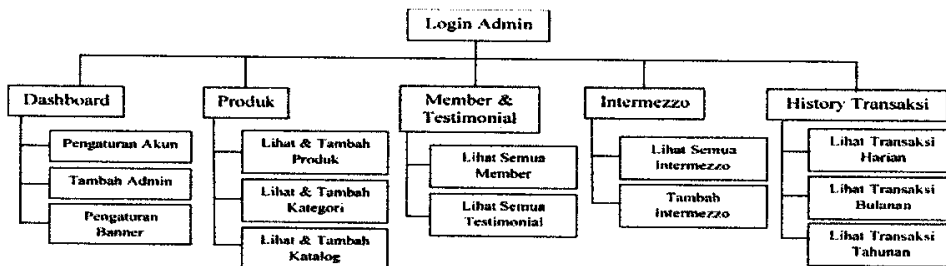 Login Admin
Dashboard
Pengaturan Akun
Tambah Admin
Pengaturan
Banner
Produk
Lihat & Tambah
Produk
Lihat & Tambah
Kategori
Lihat & Tambah
Katalog
Member &
Testimonial
Lihat Semua
Member
Lihat Semua
Testimonial
Intermezzo
Lihat Semua
Intermezzo
Tambah
Intermezzo
History Transaksi
Lihat Transaksi
Harian
Lihat Transaksi
Bulanan
Lihat Transaksi
Tahunan